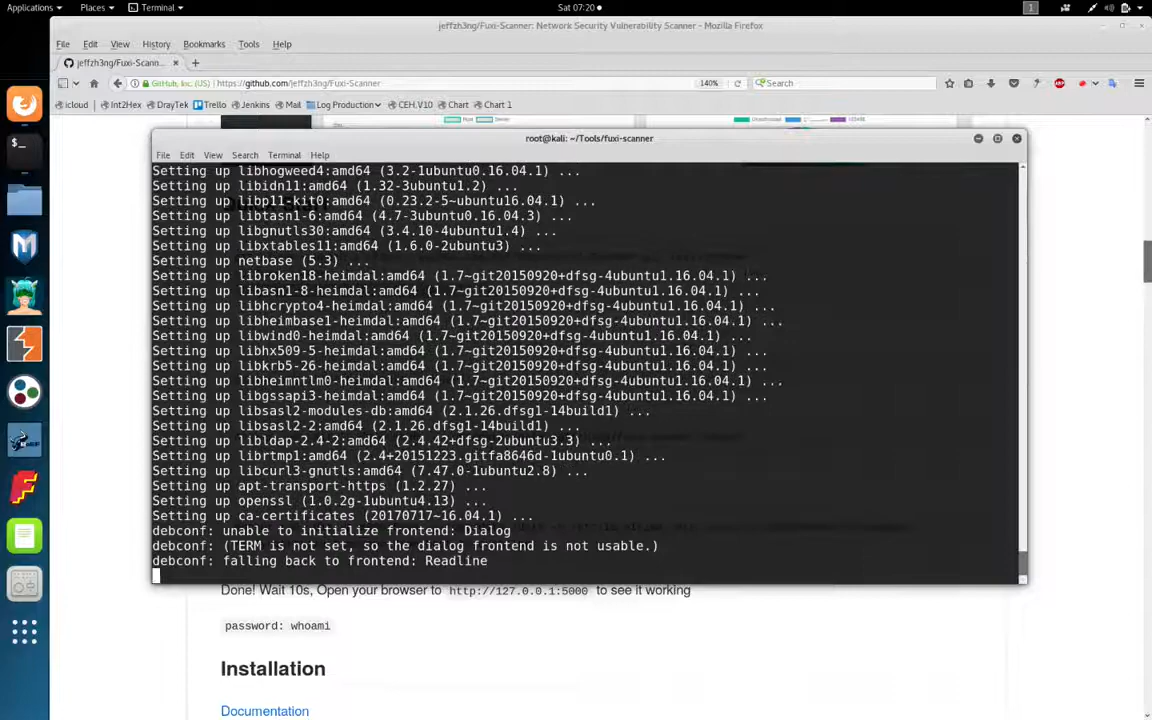 Applications Places Terminal Sat 07:20 1
jeffzh3ng/Fuxi-Scanner: Network Security Vulnerability Scanner - Mozilla Firefox
File Edit View History Bookmarks Tools Help
jeffzh3ng/Fuxi-Scann…
GitHub, Inc. (US) https://github.com/jeffzh3ng/Fuxi-Scanner 140% Search
icloud Int2Hex DrayTek Trello Jenkins Mail Log Production CEH.V10 Chart Chart 1
root@kali: ~/Tools/fuxi-scanner
File Edit View Search Terminal Help
Setting up libhogweed4:amd64 (3.2-1ubuntu0.16.04.1) ...
Setting up libidn11:amd64 (1.32-3ubuntu1.2) ...
Setting up libp11-kit0:amd64 (0.23.2-5~ubuntu16.04.1) ...
Setting up libtasn1-6:amd64 (4.7-3ubuntu0.16.04.3) ...
Setting up libgnutls30:amd64 (3.4.10-4ubuntu1.4) ...
Setting up libxtables11:amd64 (1.6.0-2ubuntu3) ...
Setting up netbase (5.3) ...
Setting up libroken18-heimdal:amd64 (1.7~git20150920+dfsg-4ubuntu1.16.04.1) ...
Setting up libasn1-8-heimdal:amd64 (1.7~git20150920+dfsg-4ubuntu1.16.04.1) ...
Setting up libhcrypto4-heimdal:amd64 (1.7~git20150920+dfsg-4ubuntu1.16.04.1) ...
Setting up libheimbase1-heimdal:amd64 (1.7~git20150920+dfsg-4ubuntu1.16.04.1) ...
Setting up libwind0-heimdal:amd64 (1.7~git20150920+dfsg-4ubuntu1.16.04.1) ...
Setting up libhx509-5-heimdal:amd64 (1.7~git20150920+dfsg-4ubuntu1.16.04.1) ...
Setting up libkrb5-26-heimdal:amd64 (1.7~git20150920+dfsg-4ubuntu1.16.04.1) ...
Setting up libheimntlm0-heimdal:amd64 (1.7~git20150920+dfsg-4ubuntu1.16.04.1) ...
Setting up libgssapi3-heimdal:amd64 (1.7~git20150920+dfsg-4ubuntu1.16.04.1) ...
Setting up libsasl2-modules-db:amd64 (2.1.26.dfsg1-14build1) ...
Setting up libsasl2-2:amd64 (2.1.26.dfsg1-14build1) ...
Setting up libldap-2.4-2:amd64 (2.4.42+dfsg-2ubuntu3.3) ...
Setting up librtmp1:amd64 (2.4+20151223.gitfa8646d-1ubuntu0.1) ...
Setting up libcurl3-gnutls:amd64 (7.47.0-1ubuntu2.8) ...
Setting up apt-transport-https (1.2.27) ...
Setting up openssl (1.0.2g-1ubuntu4.13) ...
Setting up ca-certificates (20170717~16.04.1) ...
debconf: unable to initialize frontend: Dialog
debconf: (TERM is not set, so the dialog frontend is not usable.)
debconf: falling back to frontend: Readline
Done! Wait 10s, Open your browser to http://127.0.0.1:5000 to see it working
password: whoami
Installation
Documentation